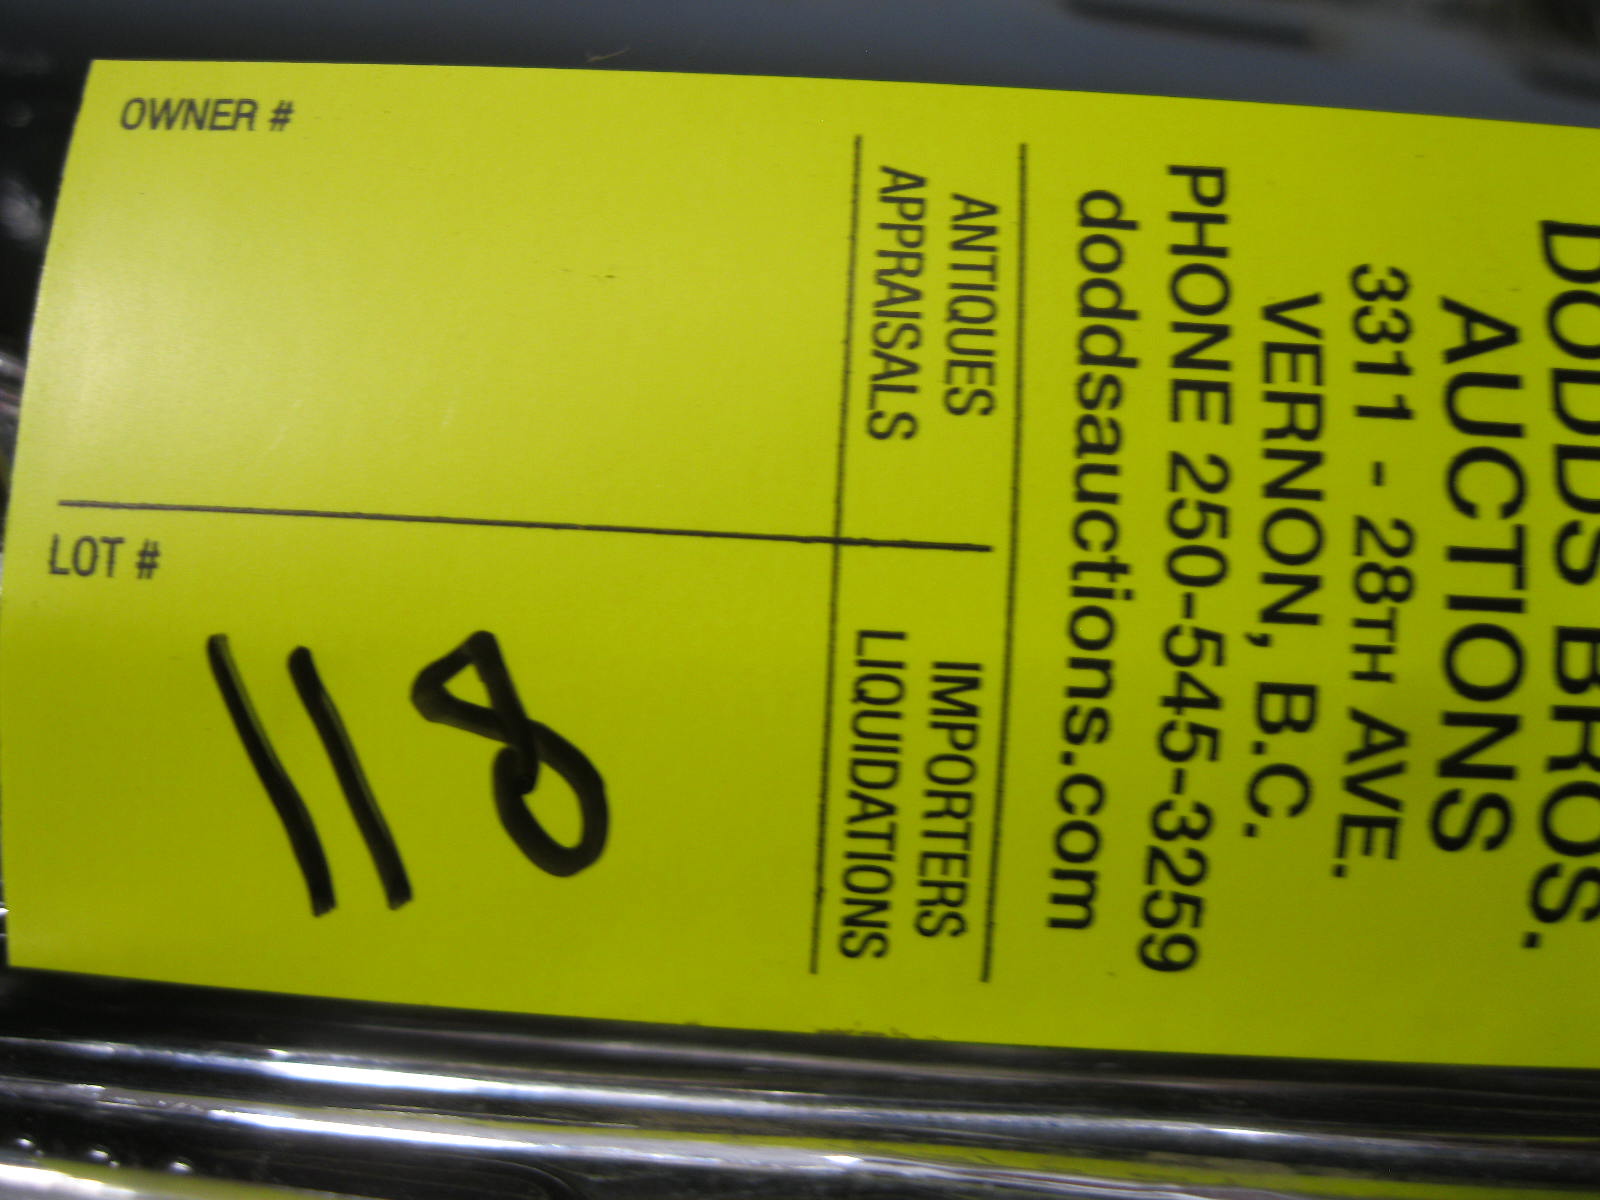 DODDS BROS.
AUCTIONS
3311 - 28TH AVE.
VERNON, B.C.
PHONE 250-545-3259
doddsauctions.com
ANTIQUES
APPRAISALS
IMPORTERS
LIQUIDATIONS
OWNER #
LOT #
118